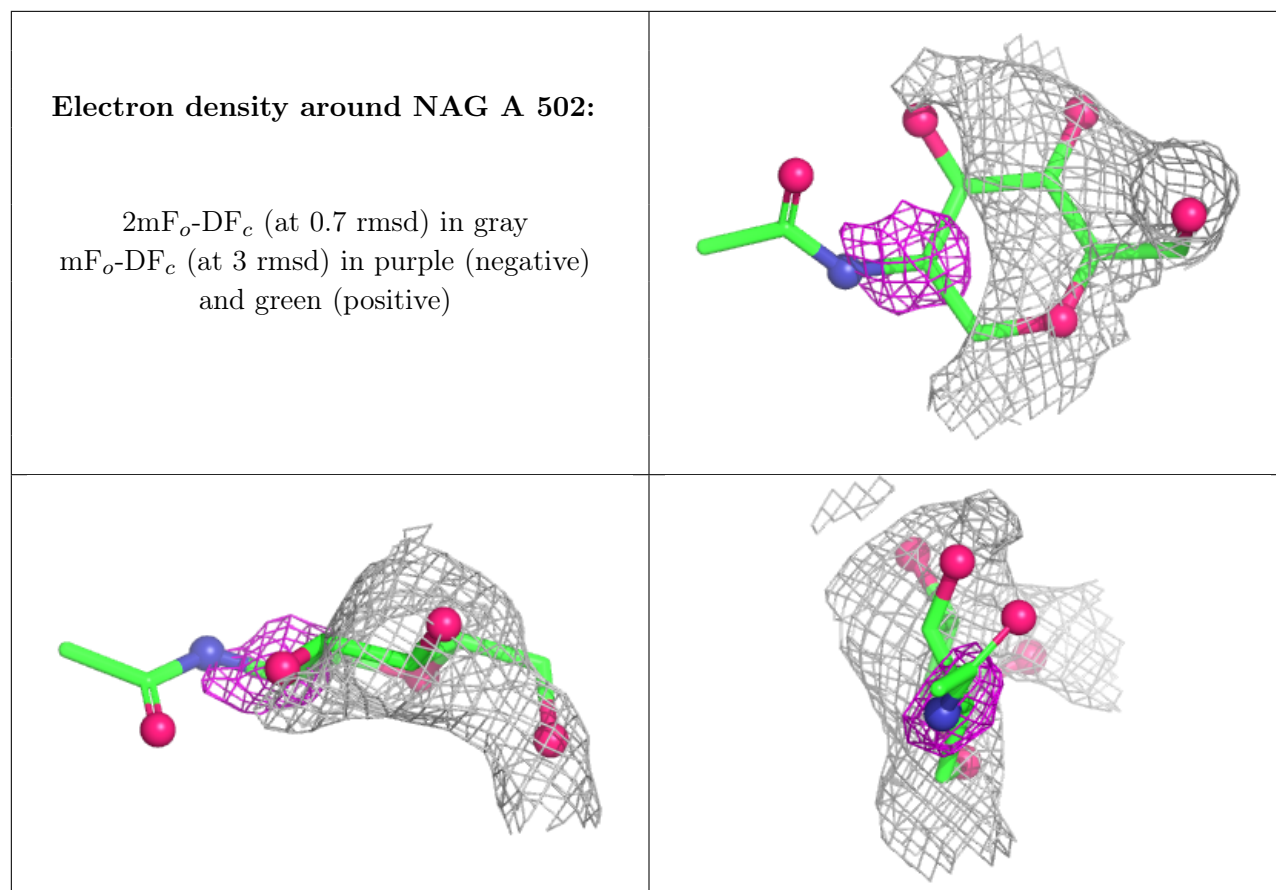 Electron density around NAG A 502:
2mFo-DFc (at 0.7 rmsd) in gray
mFo-DFc (at 3 rmsd) in purple (negative)
and green (positive)